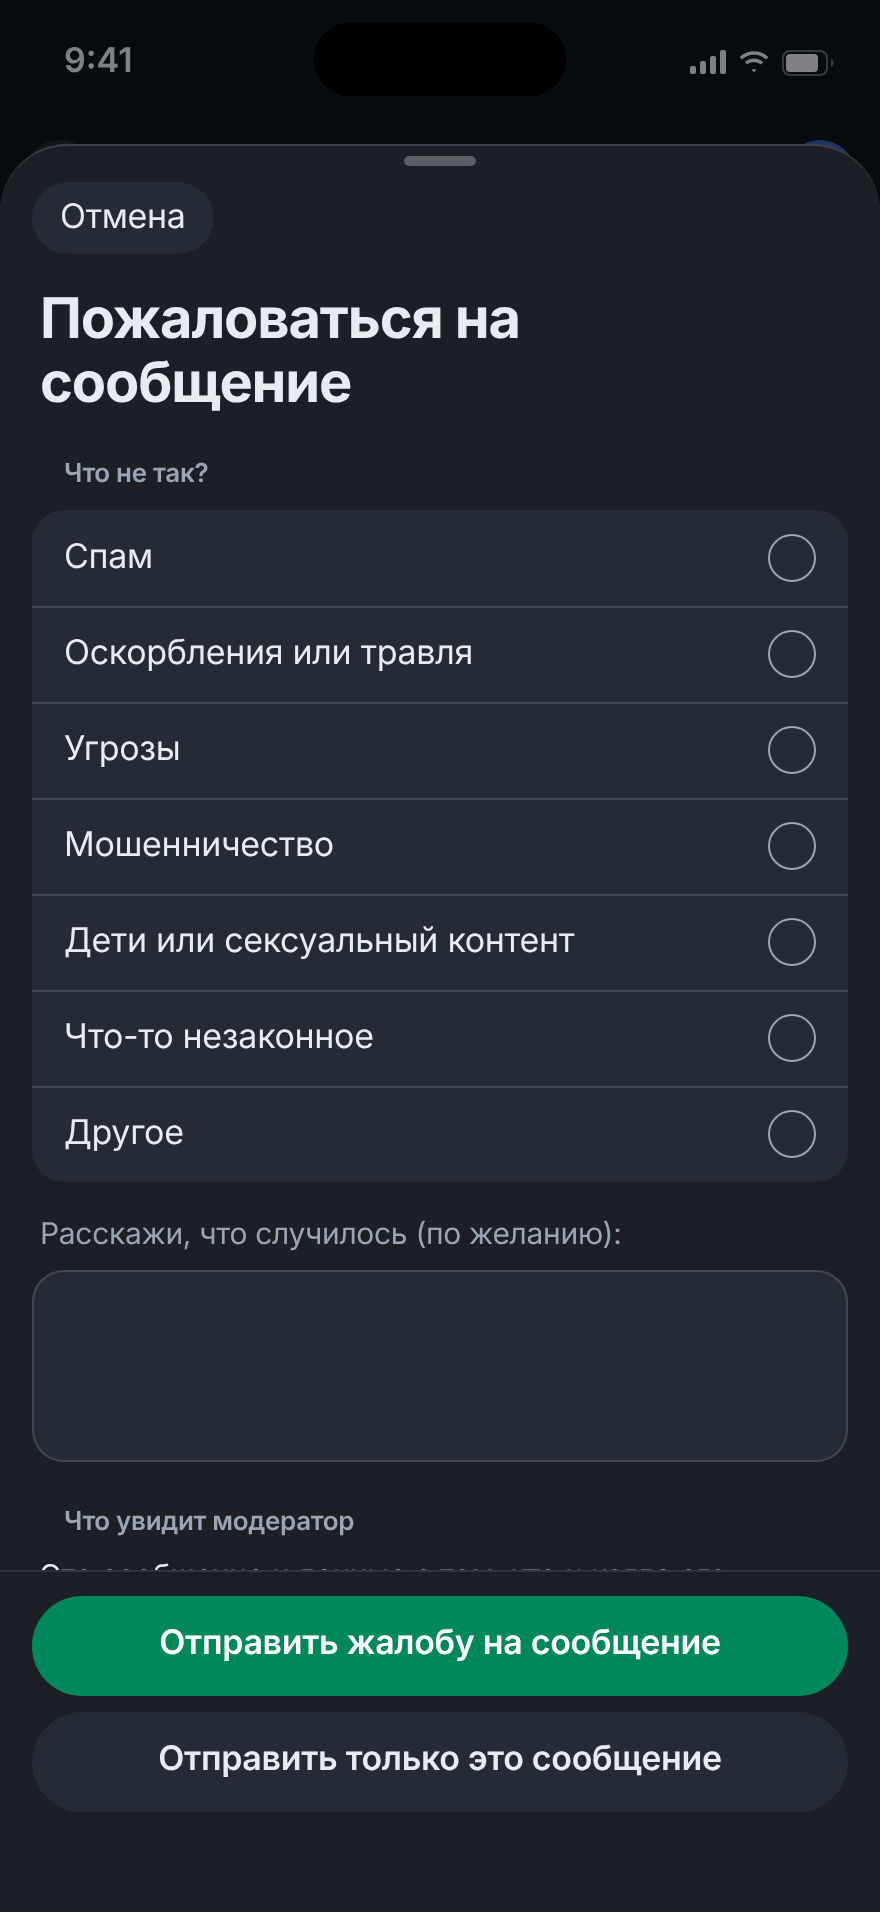 9:41
Отмена
Пожаловаться на
сообщение
Что не так?
Спам
Оскорбления или травля
Угрозы
Мошенничество
Дети или сексуальный контент
Что-то незаконное
Другое
Расскажи, что случилось (по желанию):
Что увидит модератор
Отправить жалобу на сообщение
Отправить только это сообщение